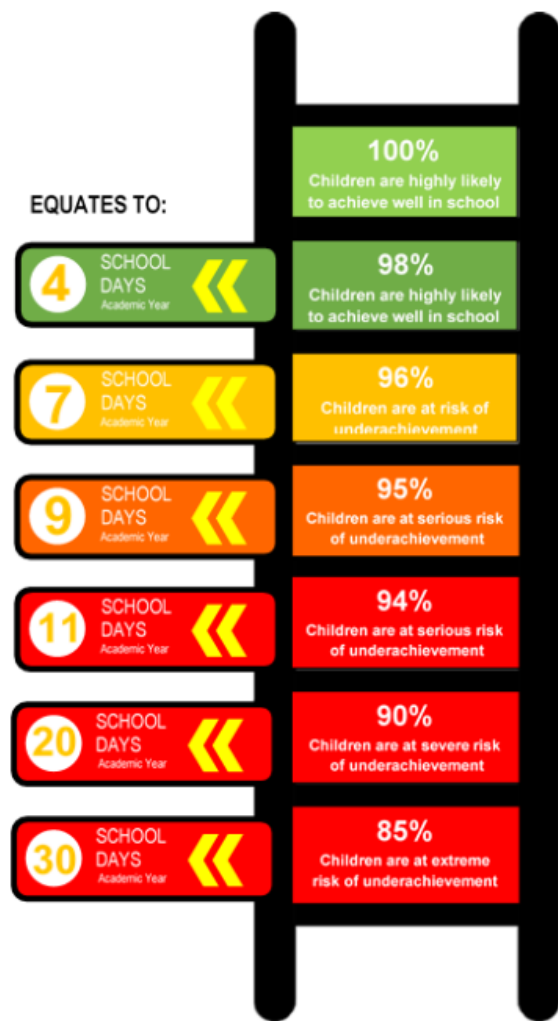 100%
Children are highly likely
to achieve well in school
EQUATES TO:
4
SCHOOL
DAYS
Academic Year
98%
Children are highly likely
to achieve well in school
7
SCHOOL
DAYS
Academic Year
96%
Children are at risk of
underachievement
9
SCHOOL
DAYS
Academic Year
95%
Children are at serious risk
of underachievement
11
SCHOOL
DAYS
Academic Year
94%
Children are at serious risk
of underachievement
20
SCHOOL
DAYS
Academic Year
90%
Children are at severe risk
of underachievement
30
SCHOOL
DAYS
Academic Year
85%
Children are at extreme
risk of underachievement